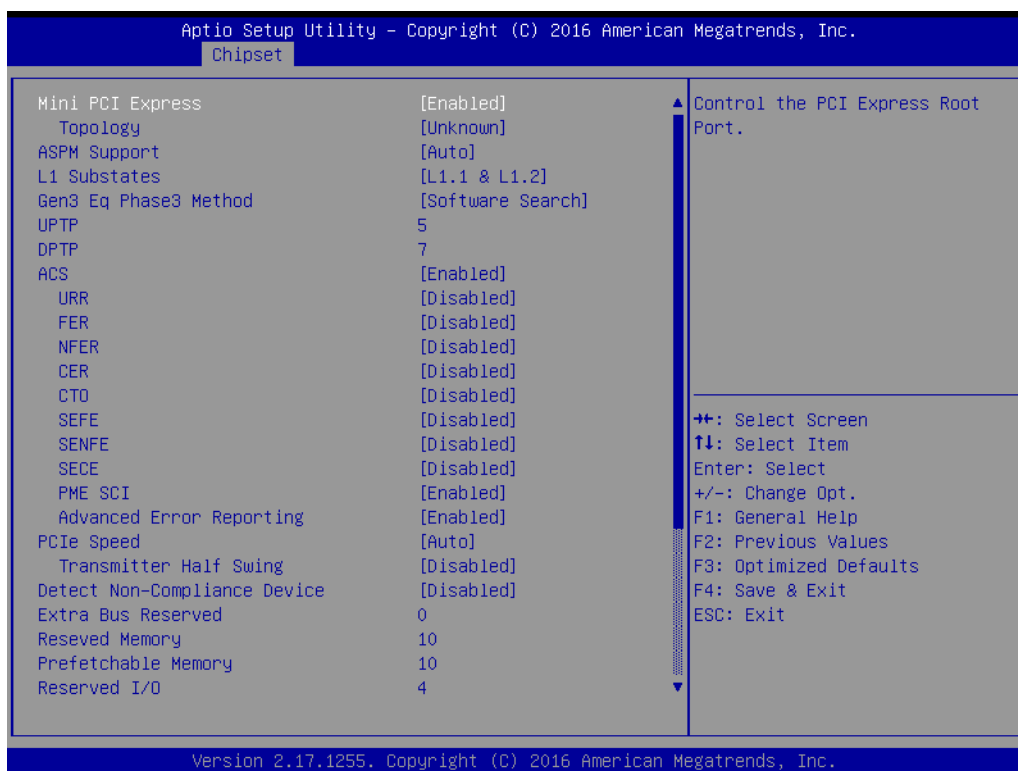 Aptio Setup Utility – Copyright (C) 2016 American Megatrends, Inc.
Chipset
Mini PCI Express [Enabled]
Topology [Unknown]
ASPM Support [Auto]
L1 Substates [L1.1 & L1.2]
Gen3 Eq Phase3 Method [Software Search]
UPTP 5
DPTP 7
ACS [Enabled]
URR [Disabled]
FER [Disabled]
NFER [Disabled]
CER [Disabled]
CTO [Disabled]
SEFE [Disabled]
SENFE [Disabled]
SECE [Disabled]
PME SCI [Enabled]
Advanced Error Reporting [Enabled]
PCIe Speed [Auto]
Transmitter Half Swing [Disabled]
Detect Non-Compliance Device [Disabled]
Extra Bus Reserved 0
Reseved Memory 10
Prefetchable Memory 10
Reserved I/O 4
Control the PCI Express Root
Port.
→←: Select Screen
↑↓: Select Item
Enter: Select
+/-: Change Opt.
F1: General Help
F2: Previous Values
F3: Optimized Defaults
F4: Save & Exit
ESC: Exit
Version 2.17.1255. Copyright (C) 2016 American Megatrends, Inc.